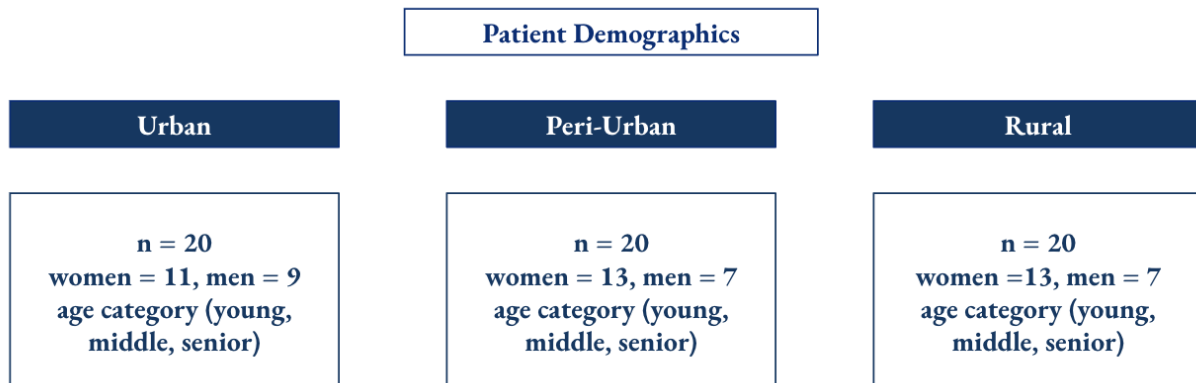 Patient Demographics
Urban
Peri-Urban
Rural
n = 20
women = 11, men = 9
age category (young,
middle, senior)
n = 20
women = 13, men = 7
age category (young,
middle, senior)
n = 20
women =13, men = 7
age category (young,
middle, senior)